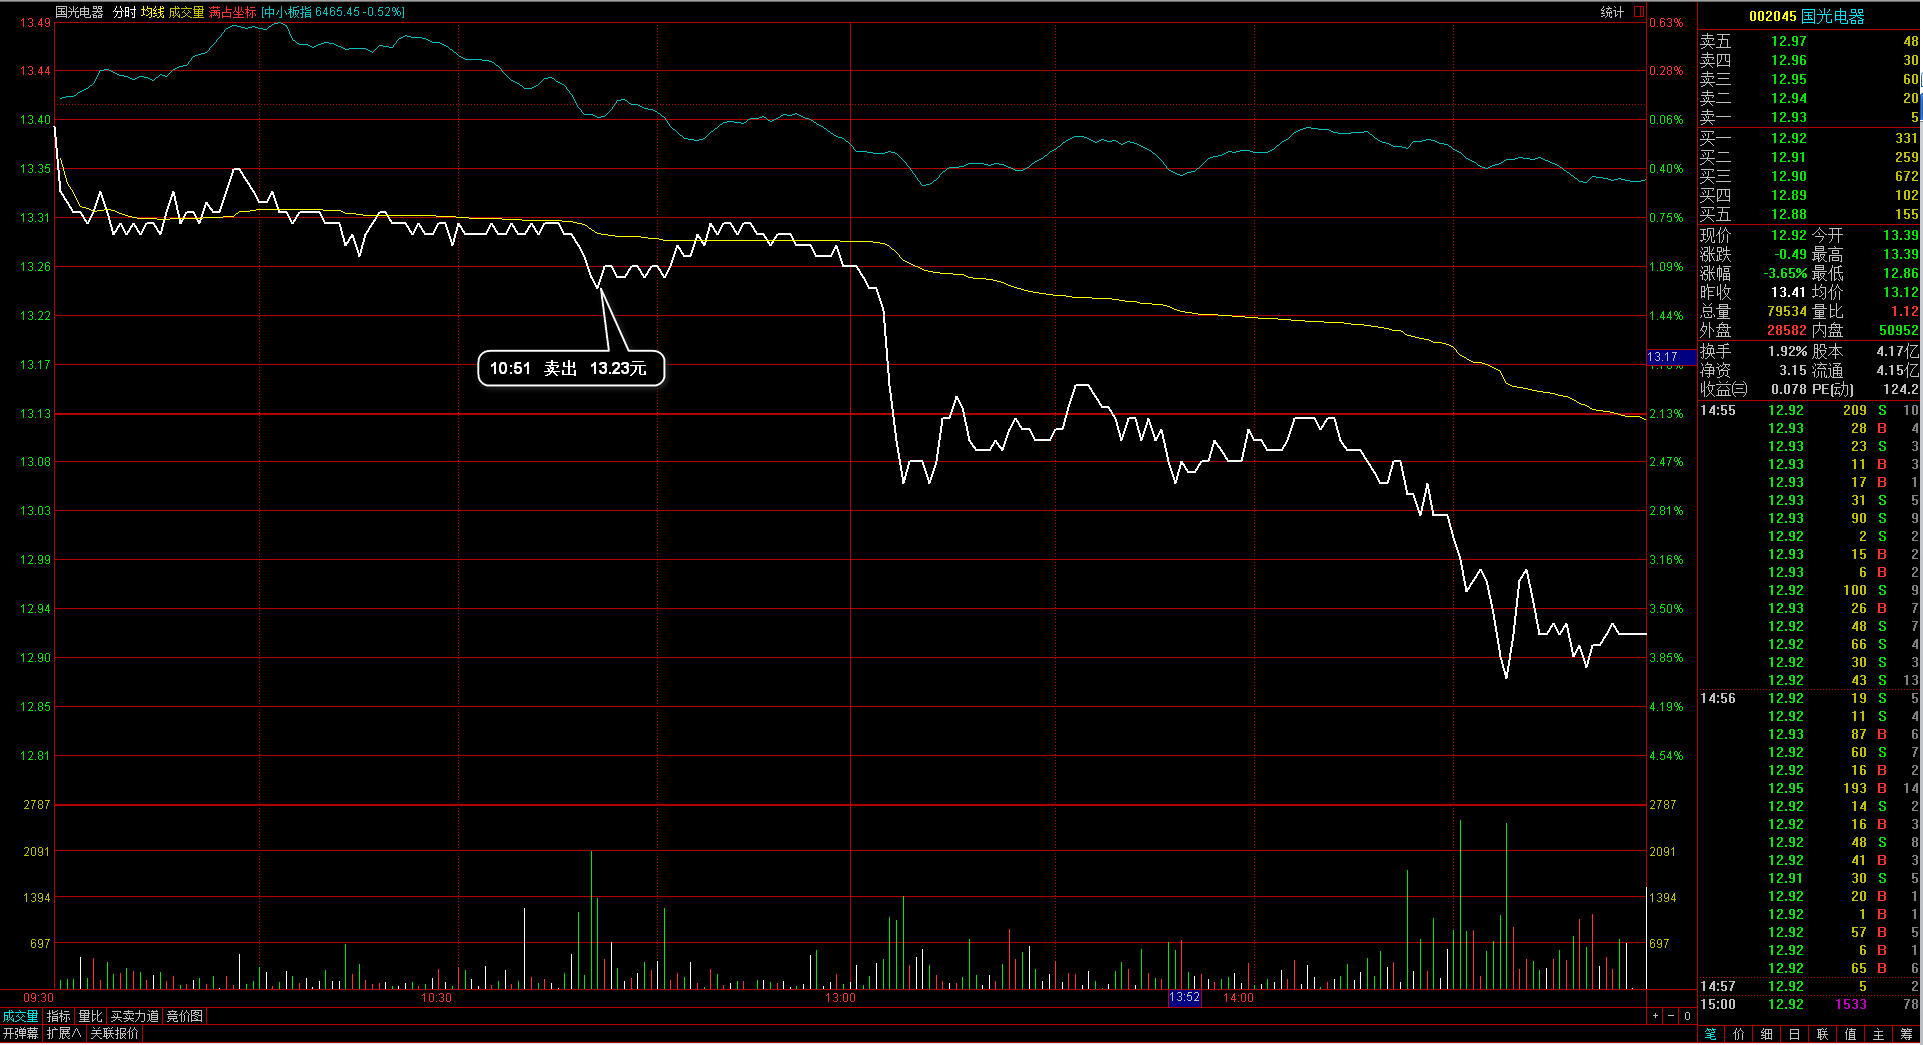 国光电器 分时 均线 成交量 满占坐标 [中小板指 6465.45 -0.52%]
统计
13.49
13.44
13.40
13.35
13.31
13.26
13.22
13.17
13.13
13.08
13.03
12.99
12.94
12.90
12.85
12.81
2787
2091
1394
697
10:51 卖出 13.23元
0.63%
0.28%
0.06%
0.40%
0.75%
1.09%
1.44%
13.17
2.13%
2.47%
2.81%
3.16%
3.50%
3.85%
4.19%
4.54%
2787
2091
1394
697
09:30 10:30 13:00 13:52 14:00
成交量 指标 量比 买卖力道 竞价图
+ - 0
开弹幕 扩展∧ 关联报价
002045 国光电器
卖五 12.97 48
卖四 12.96 30
卖三 12.95 60
卖二 12.94 20
卖一 12.93 5
买一 12.92 331
买二 12.91 259
买三 12.90 672
买四 12.89 102
买五 12.88 155
现价 12.92 今开 13.39
涨跌 -0.49 最高 13.39
涨幅 -3.65% 最低 12.86
昨收 13.41 均价 13.12
总量 79534 量比 1.12
外盘 28582 内盘 50952
换手 1.92% 股本 4.17亿
净资 3.15 流通 4.15亿
收益㈢ 0.078 PE(动) 124.2
14:55 12.92 209 S 10
12.93 28 B 4
12.93 23 S 3
12.93 11 B 3
12.93 17 B 1
12.93 31 S 5
12.93 90 S 9
12.92 2 S 2
12.93 15 B 2
12.93 6 B 2
12.92 100 S 9
12.93 26 B 7
12.92 48 S 7
12.92 66 S 4
12.92 30 S 3
12.92 43 S 13
14:56 12.92 19 S 5
12.92 11 S 4
12.93 87 B 6
12.92 60 S 7
12.92 16 B 2
12.95 193 B 14
12.92 14 S 2
12.92 16 B 3
12.92 48 S 8
12.92 41 B 3
12.91 30 S 5
12.92 20 B 1
12.92 1 B 1
12.92 57 B 5
12.92 6 B 1
12.92 65 B 6
14:57 12.92 5 2
15:00 12.92 1533 78
笔 价 细 日 联 值 主 筹